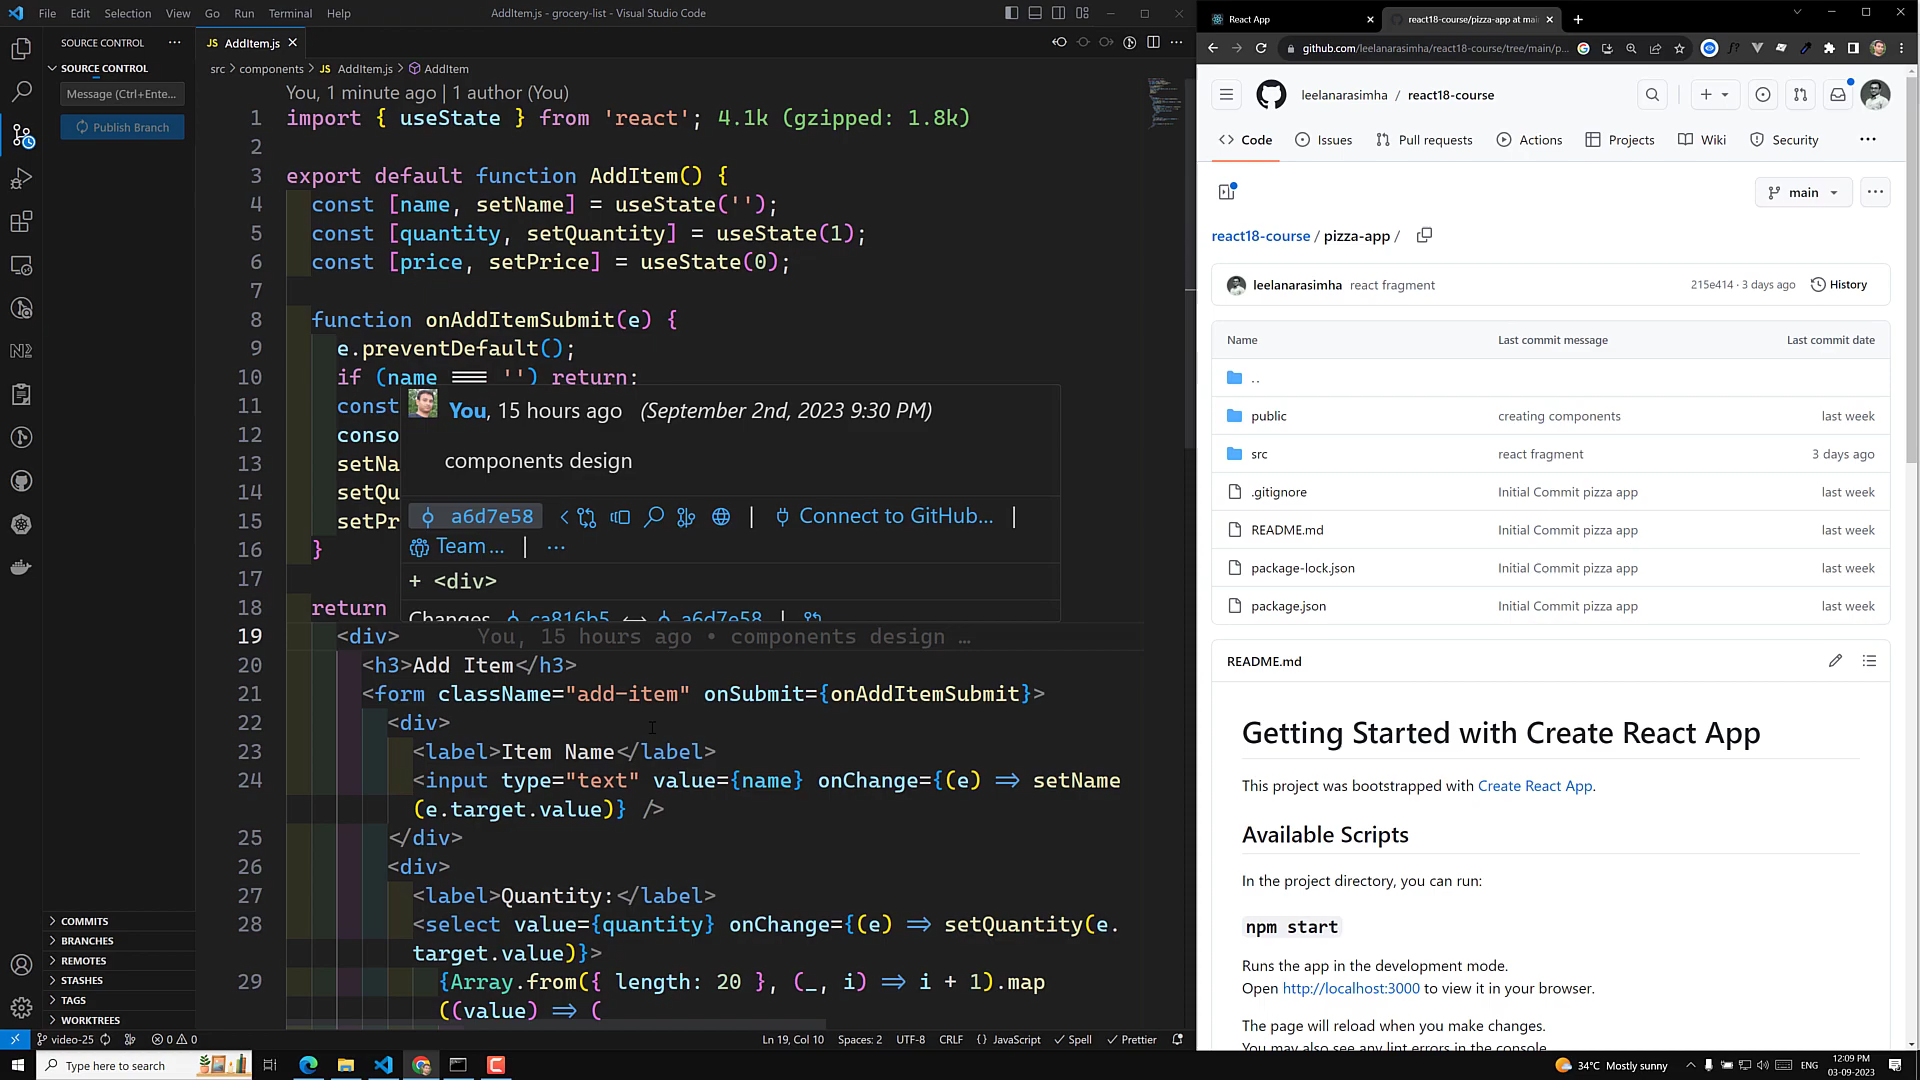 File Edit Selection View Go Run Terminal Help
AddItem.js - grocery-list - Visual Studio Code
SOURCE CONTROL
SOURCE CONTROL
Message (Ctrl+Ente...
Publish Branch
COMMITS
BRANCHES
REMOTES
STASHES
TAGS
WORKTREES
JS AddItem.js
src > components > JS AddItem.js > AddItem
You, 1 minute ago | 1 author (You)
1 import { useState } from 'react'; 4.1k (gzipped: 1.8k)
2
3 export default function AddItem() {
4 const [name, setName] = useState('');
5 const [quantity, setQuantity] = useState(1);
6 const [price, setPrice] = useState(0);
7
8 function onAddItemSubmit(e) {
9 e.preventDefault();
10 if (name === '') return;
11 const
12 conso
13 setNa
14 setQu
15 setPr
16 }
17
18 return
You, 15 hours ago (September 2nd, 2023 9:30 PM)
components design
a6d7e58 | Connect to GitHub... |
Team... | ...
+ <div>
Changes ca816b5 ↔ a6d7e58 |
19 <div> You, 15 hours ago • components design …
20 <h3>Add Item</h3>
21 <form className="add-item" onSubmit={onAddItemSubmit}>
22 <div>
23 <label>Item Name</label>
24 <input type="text" value={name} onChange={(e) => setName
(e.target.value)} />
25 </div>
26 <div>
27 <label>Quantity:</label>
28 <select value={quantity} onChange={(e) => setQuantity(e.
target.value)}>
29 {Array.from({ length: 20 }, (_, i) => i + 1).map
((value) => (
video-25 0 0 Ln 19, Col 10 Spaces: 2 UTF-8 CRLF {} JavaScript Spell Prettier
React App
react18-course/pizza-app at mai
github.com/leelanarasimha/react18-course/tree/main/p...
leelanarasimha / react18-course
Code Issues Pull requests Actions Projects Wiki Security
main
react18-course / pizza-app /
leelanarasimha react fragment 215e414 · 3 days ago History
Name Last commit message Last commit date
..
public creating components last week
src react fragment 3 days ago
.gitignore Initial Commit pizza app last week
README.md Initial Commit pizza app last week
package-lock.json Initial Commit pizza app last week
package.json Initial Commit pizza app last week
README.md
Getting Started with Create React App
This project was bootstrapped with Create React App.
Available Scripts
In the project directory, you can run:
npm start
Runs the app in the development mode.
Open http://localhost:3000 to view it in your browser.
The page will reload when you make changes.
You may also see any lint errors in the console.
Type here to search
34°C Mostly sunny ENG 12:09 PM
03-09-2023